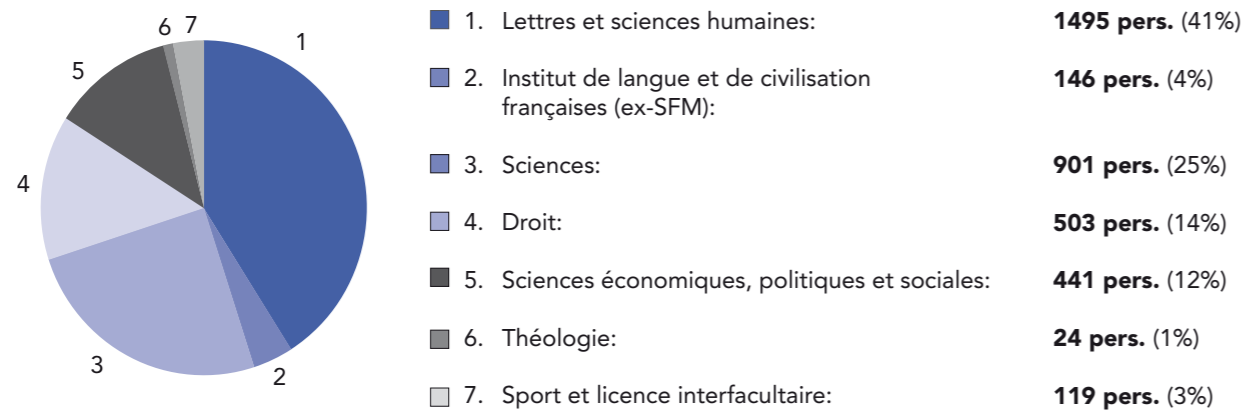 6 7
1
5
4
3
2
1. Lettres et sciences humaines: 1495 pers. (41%)
2. Institut de langue et de civilisation 146 pers. (4%)
françaises (ex-SFM):
3. Sciences: 901 pers. (25%)
4. Droit: 503 pers. (14%)
5. Sciences économiques, politiques et sociales: 441 pers. (12%)
6. Théologie: 24 pers. (1%)
7. Sport et licence interfacultaire: 119 pers. (3%)